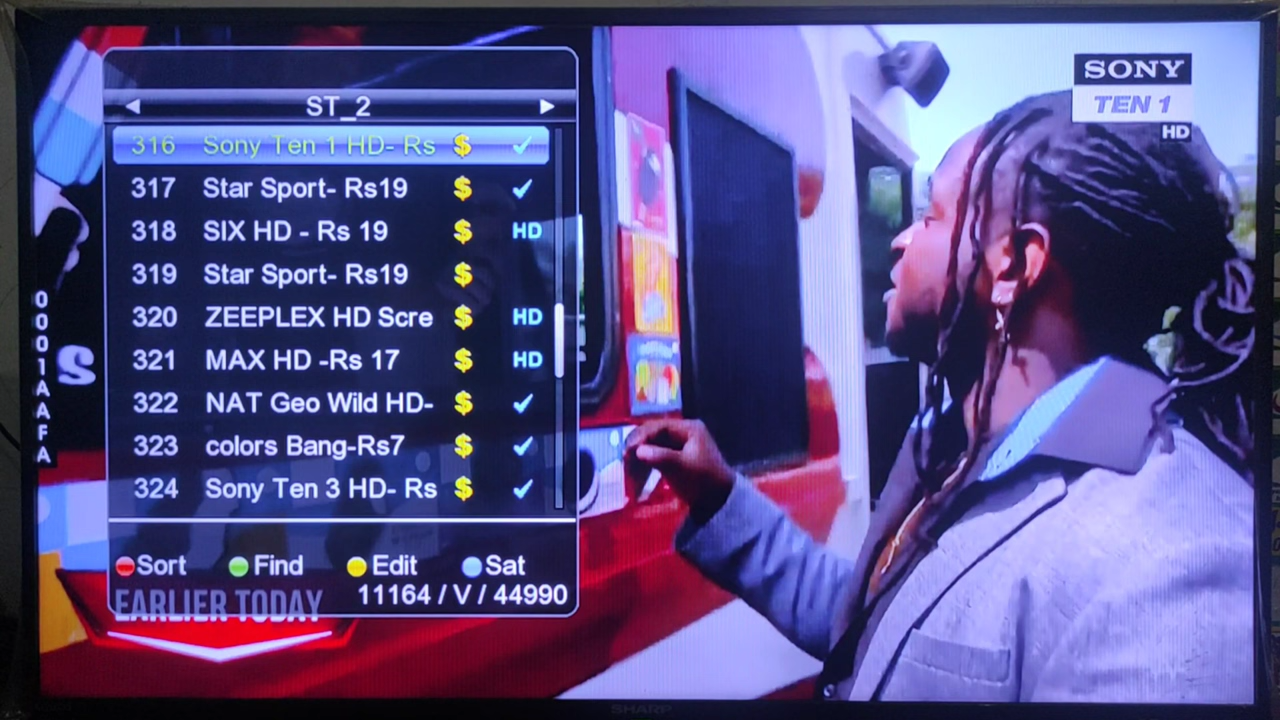 ST_2
316 Sony Ten 1 HD- Rs $
317 Star Sport- Rs19 $
318 SIX HD - Rs 19 $ HD
319 Star Sport- Rs19 $
320 ZEEPLEX HD Scre $ HD
321 MAX HD -Rs 17 $ HD
322 NAT Geo Wild HD- $
323 colors Bang-Rs7 $
324 Sony Ten 3 HD- Rs $
Sort Find Edit Sat
11164 / V / 44990
EARLIER TODAY
0001AAFA
SONY
TEN 1
HD
SHARP